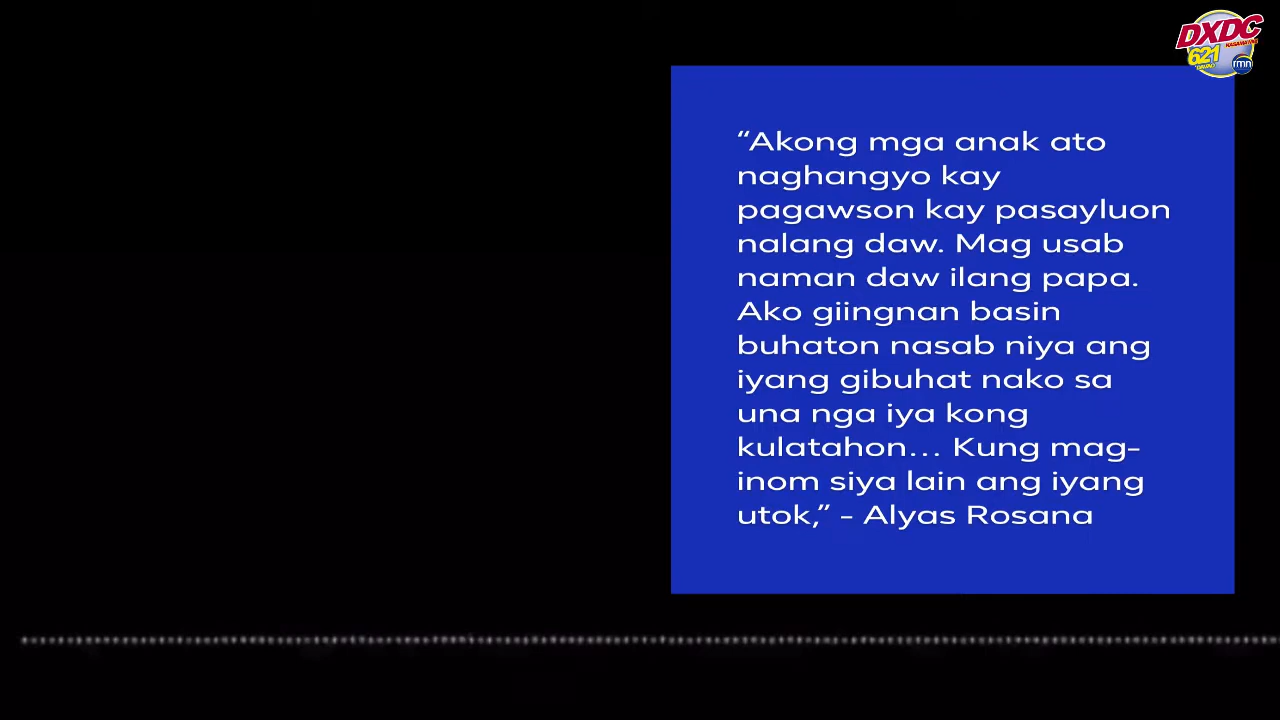 DXDC
621
rmn
“Akong mga anak ato
naghangyo kay
pagawson kay pasayluon
nalang daw. Mag usab
naman daw ilang papa.
Ako giingnan basin
buhaton nasab niya ang
iyang gibuhat nako sa
una nga iya kong
kulatahon... Kung mag-
inom siya lain ang iyang
utok,” - Alyas Rosana